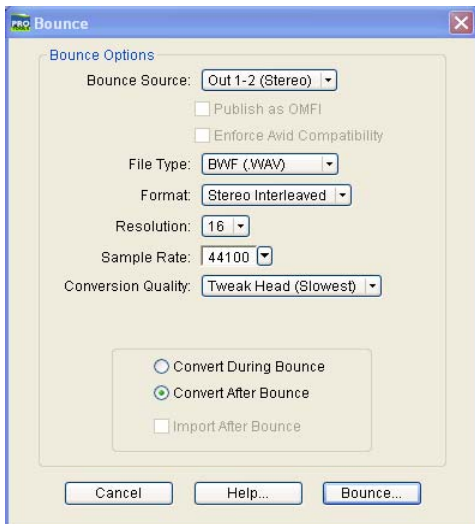 PRO Bounce
Bounce Options
Bounce Source: Out 1-2 (Stereo)
Publish as OMFI
Enforce Avid Compatibility
File Type: BWF (.WAV)
Format: Stereo Interleaved
Resolution: 16
Sample Rate: 44100
Conversion Quality: Tweak Head (Slowest)
Convert During Bounce
Convert After Bounce
Import After Bounce
Cancel Help... Bounce...